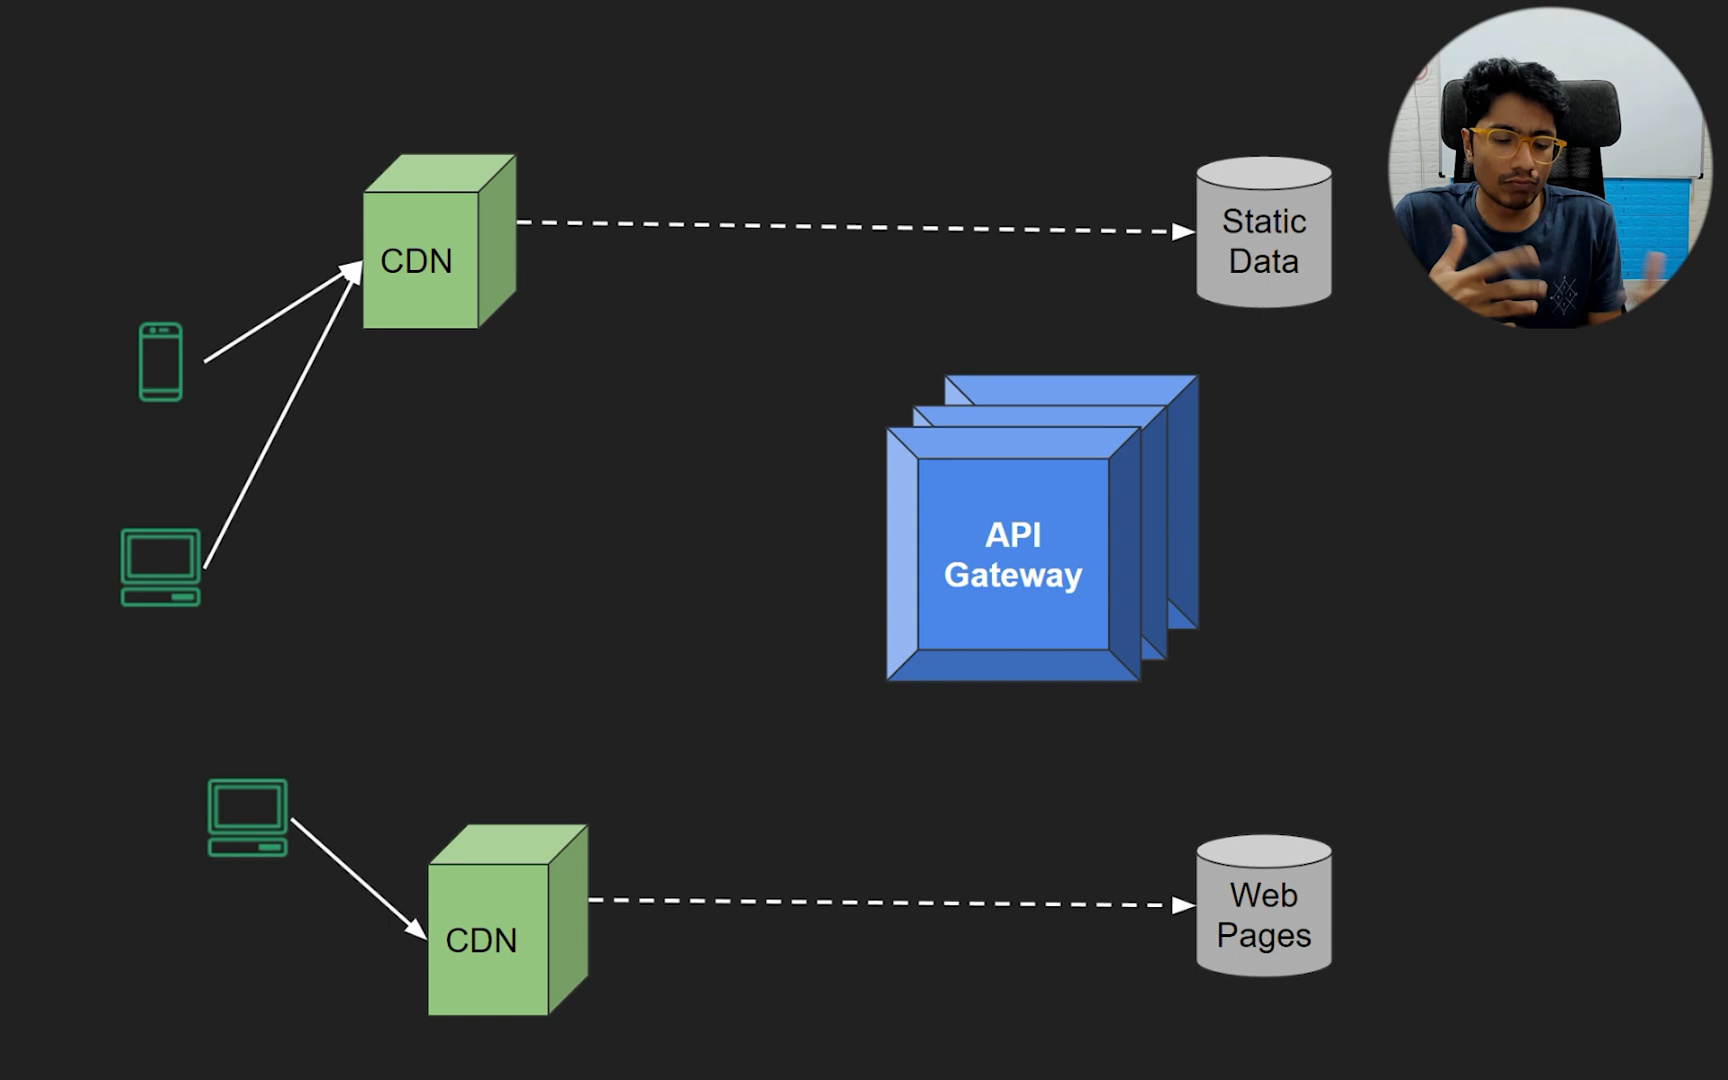 CDN
Static
Data
API
Gateway
CDN
Web
Pages